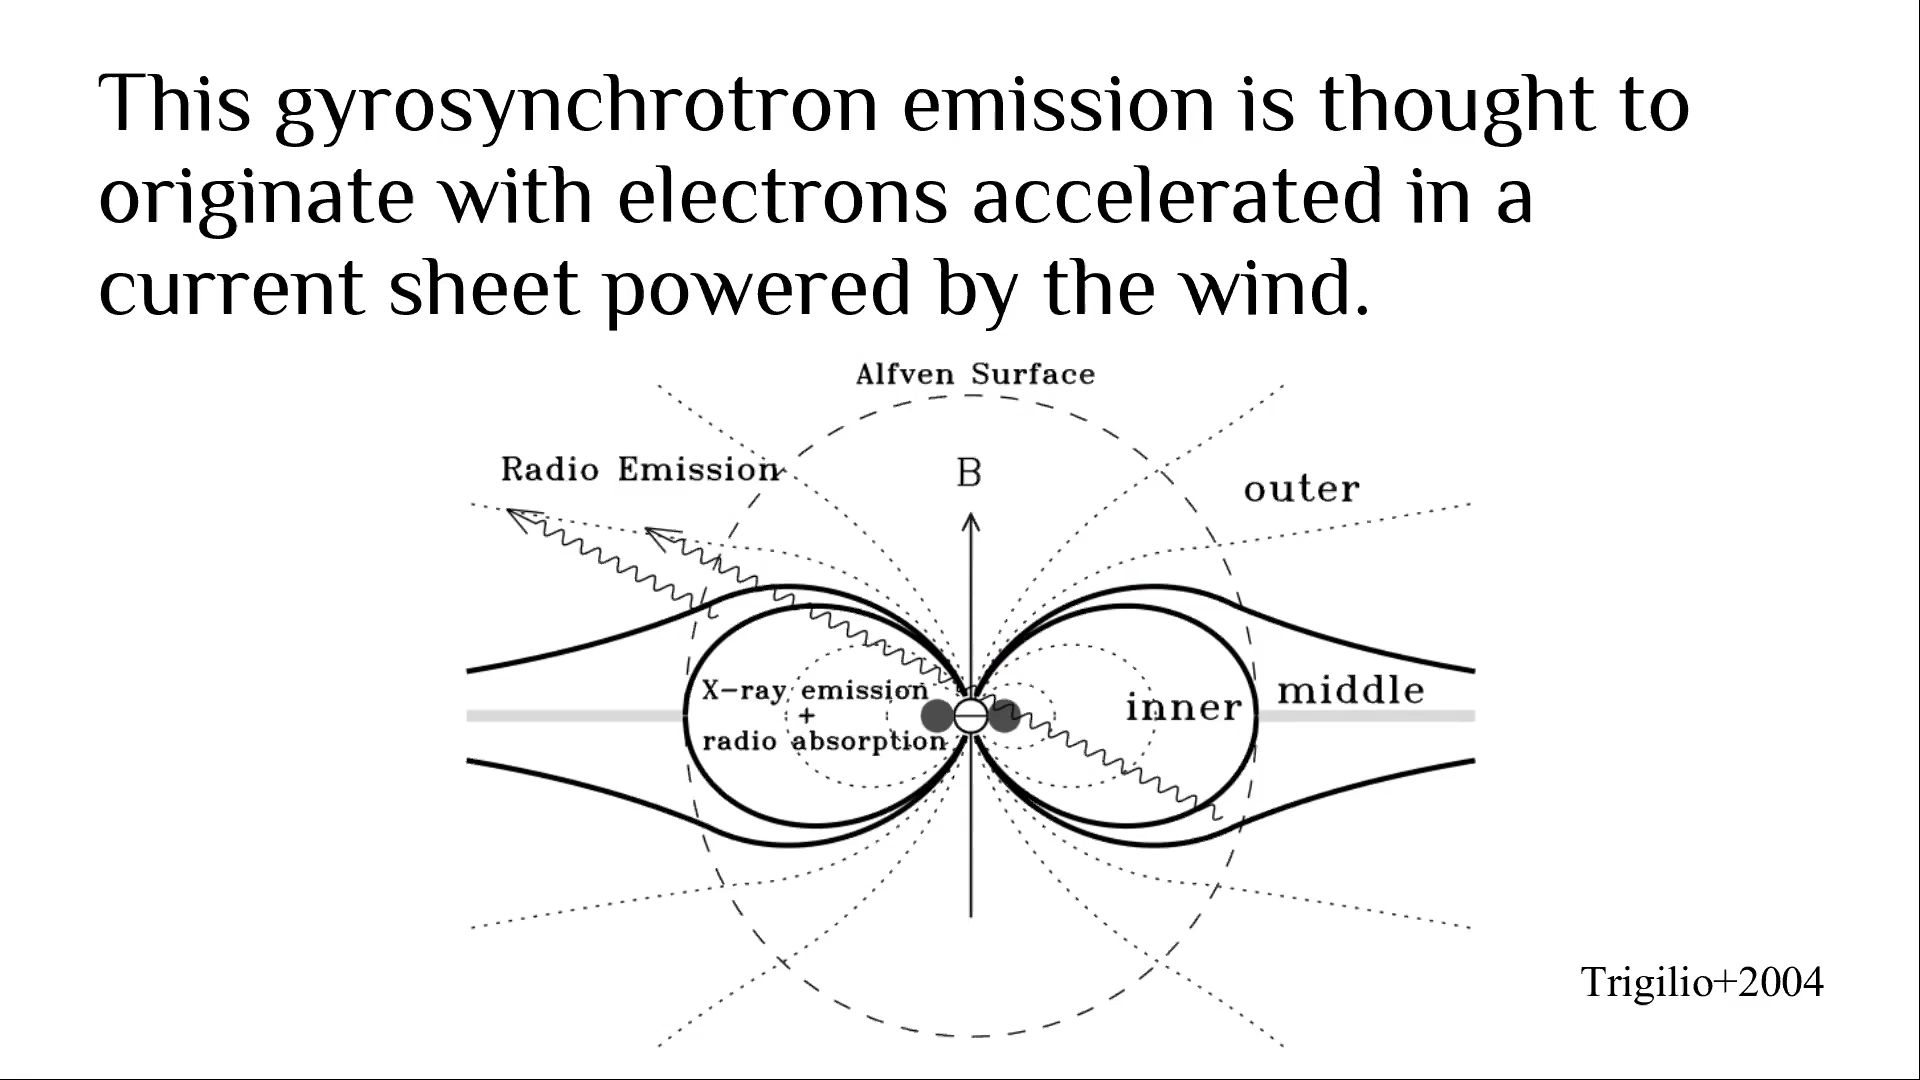 This gyrosynchrotron emission is thought to
originate with electrons accelerated in a
current sheet powered by the wind.
Alfven Surface
Radio Emission
B
outer
X-ray emission
+
radio absorption
inner
middle
Trigilio+2004